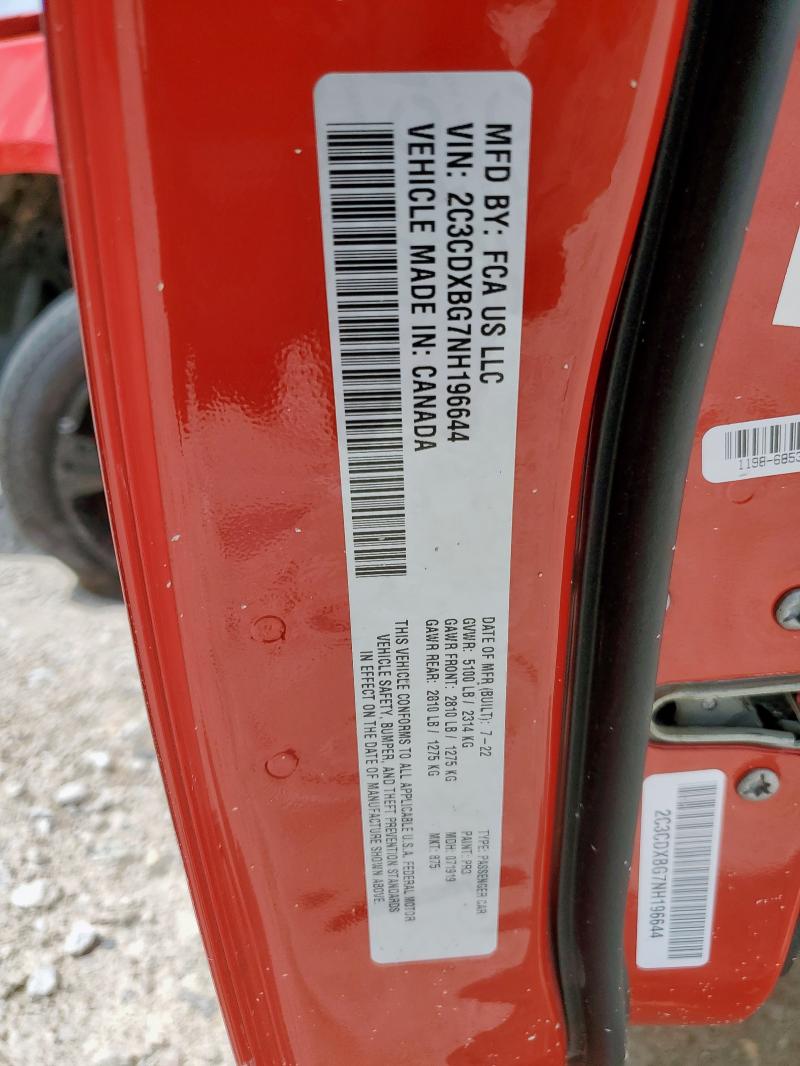 MFD BY: FCA US LLC
VIN: 2C3CDXBG7NH196644
VEHICLE MADE IN: CANADA
DATE OF MFR (BUILT): 7-22
GVWR: 5100 LB / 2314 KG
GAWR FRONT: 2810 LB / 1275 KG
GAWR REAR: 2810 LB / 1275 KG
TYPE: PASSENGER CAR
PAINT: PR3
MDH: 071919
MKT: 875
THIS VEHICLE CONFORMS TO ALL APPLICABLE U.S.A. FEDERAL MOTOR
VEHICLE SAFETY, BUMPER, AND THEFT PREVENTION STANDARDS
IN EFFECT ON THE DATE OF MANUFACTURE SHOWN ABOVE.
1198-6853
2C3CDXBG7NH196644